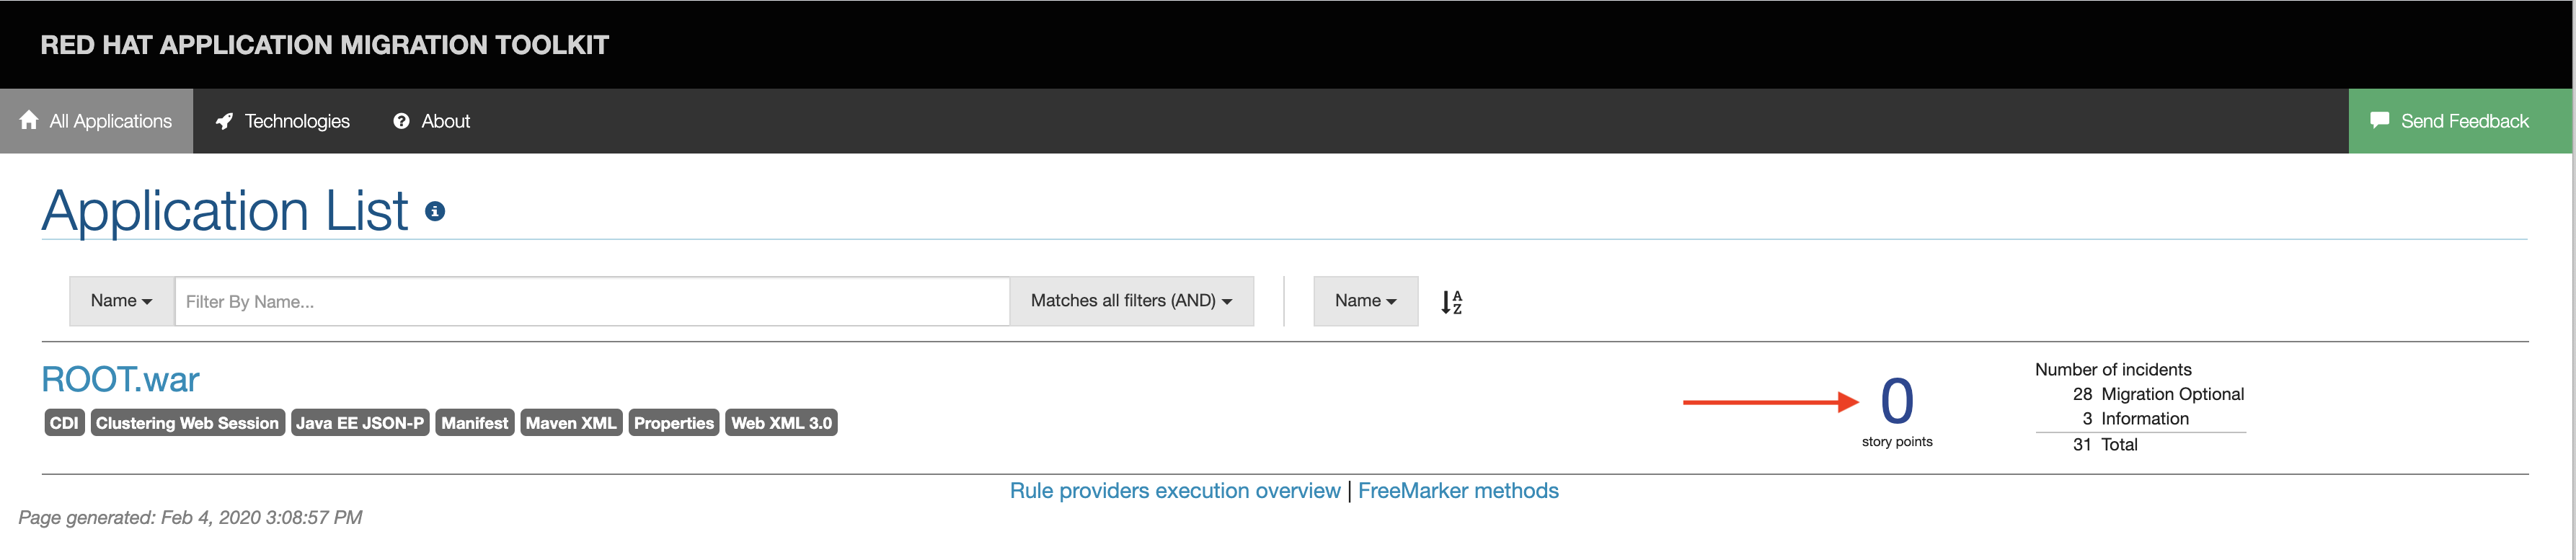 RED HAT APPLICATION MIGRATION TOOLKIT
All Applications Technologies About Send Feedback
Application List
Name Filter By Name... Matches all filters (AND) Name A Z
ROOT.war
CDI Clustering Web Session Java EE JSON-P Manifest Maven XML Properties Web XML 3.0
0
story points
Number of incidents
28 Migration Optional
3 Information
31 Total
Rule providers execution overview | FreeMarker methods
Page generated: Feb 4, 2020 3:08:57 PM